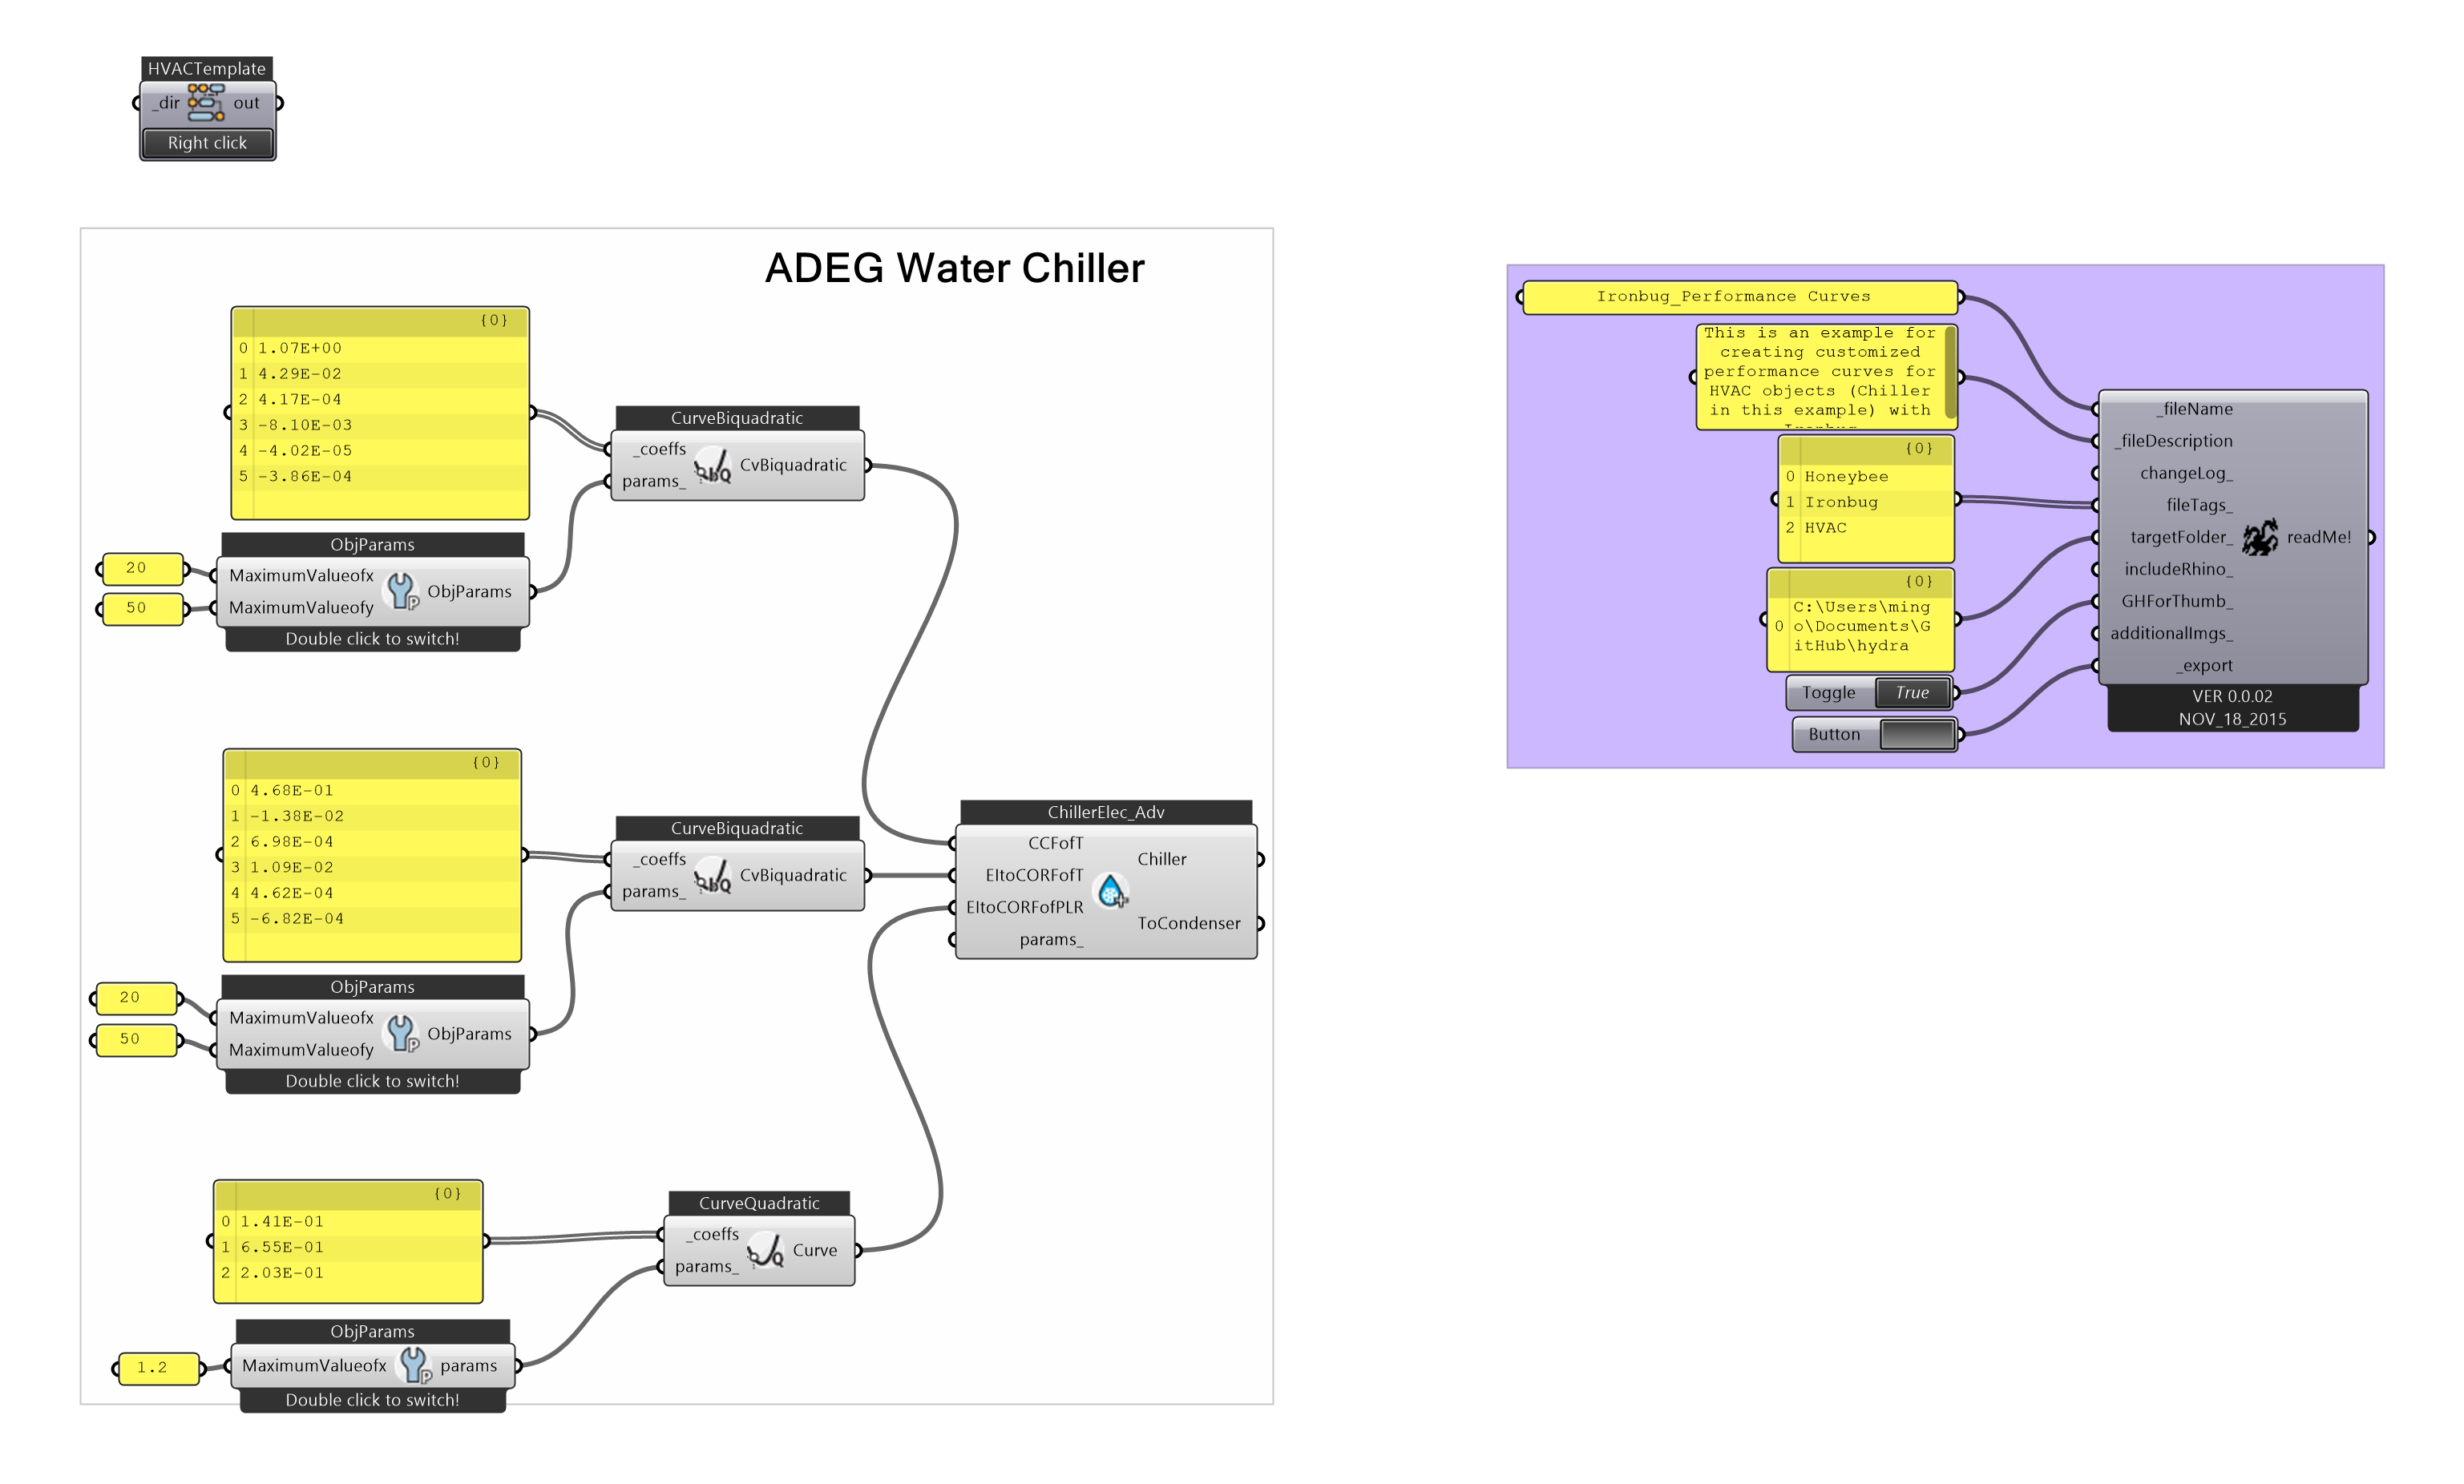 HVACTemplate
_dir out
Right click
ADEG Water Chiller
{0}
0 1.07E+00
1 4.29E-02
2 4.17E-04
3 -8.10E-03
4 -4.02E-05
5 -3.86E-04
CurveBiquadratic
_coeffs
params_
CvBiquadratic
ObjParams
20
50
MaximumValueofx
MaximumValueofy
ObjParams
Double click to switch!
{0}
0 4.68E-01
1 -1.38E-02
2 6.98E-04
3 1.09E-02
4 4.62E-04
5 -6.82E-04
CurveBiquadratic
_coeffs
params_
CvBiquadratic
ObjParams
20
50
MaximumValueofx
MaximumValueofy
ObjParams
Double click to switch!
ChillerElec_Adv
CCFofT
EItoCORFofT
EItoCORFofPLR
params_
Chiller
ToCondenser
{0}
0 1.41E-01
1 6.55E-01
2 2.03E-01
CurveQuadratic
_coeffs
params_
Curve
ObjParams
1.2
MaximumValueofx params
Double click to switch!
Ironbug_Performance Curves
This is an example for
creating customized
performance curves for
HVAC objects (Chiller
in this example) with
{0}
0 Honeybee
1 Ironbug
2 HVAC
{0}
0 C:\Users\ming
o\Documents\G
itHub\hydra
Toggle True
Button
_fileName
_fileDescription
changeLog_
fileTags_
targetFolder_
includeRhino_
GHForThumb_
additionalImgs_
_export
readMe!
VER 0.0.02
NOV_18_2015